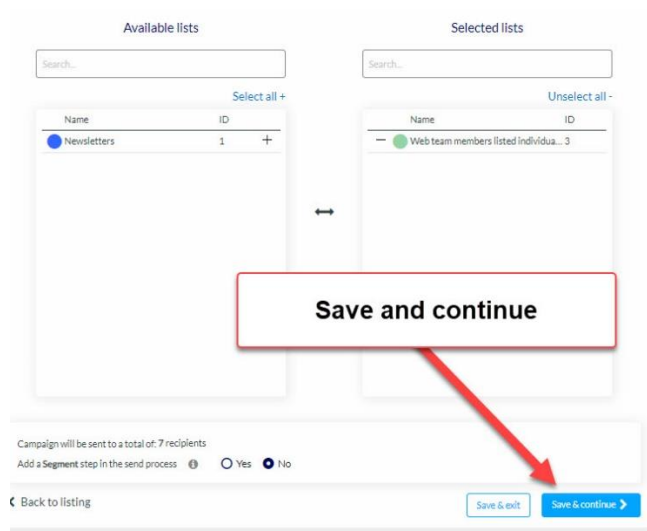 Available lists
Selected lists
Search...
Search...
Select all +
Unselect all -
Name ID
Newsletters 1 +
Name ID
— Web team members listed individua... 3
Save and continue
Campaign will be sent to a total of: 7 recipients
Add a Segment step in the send process Yes No
Back to listing
Save & exit
Save & continue